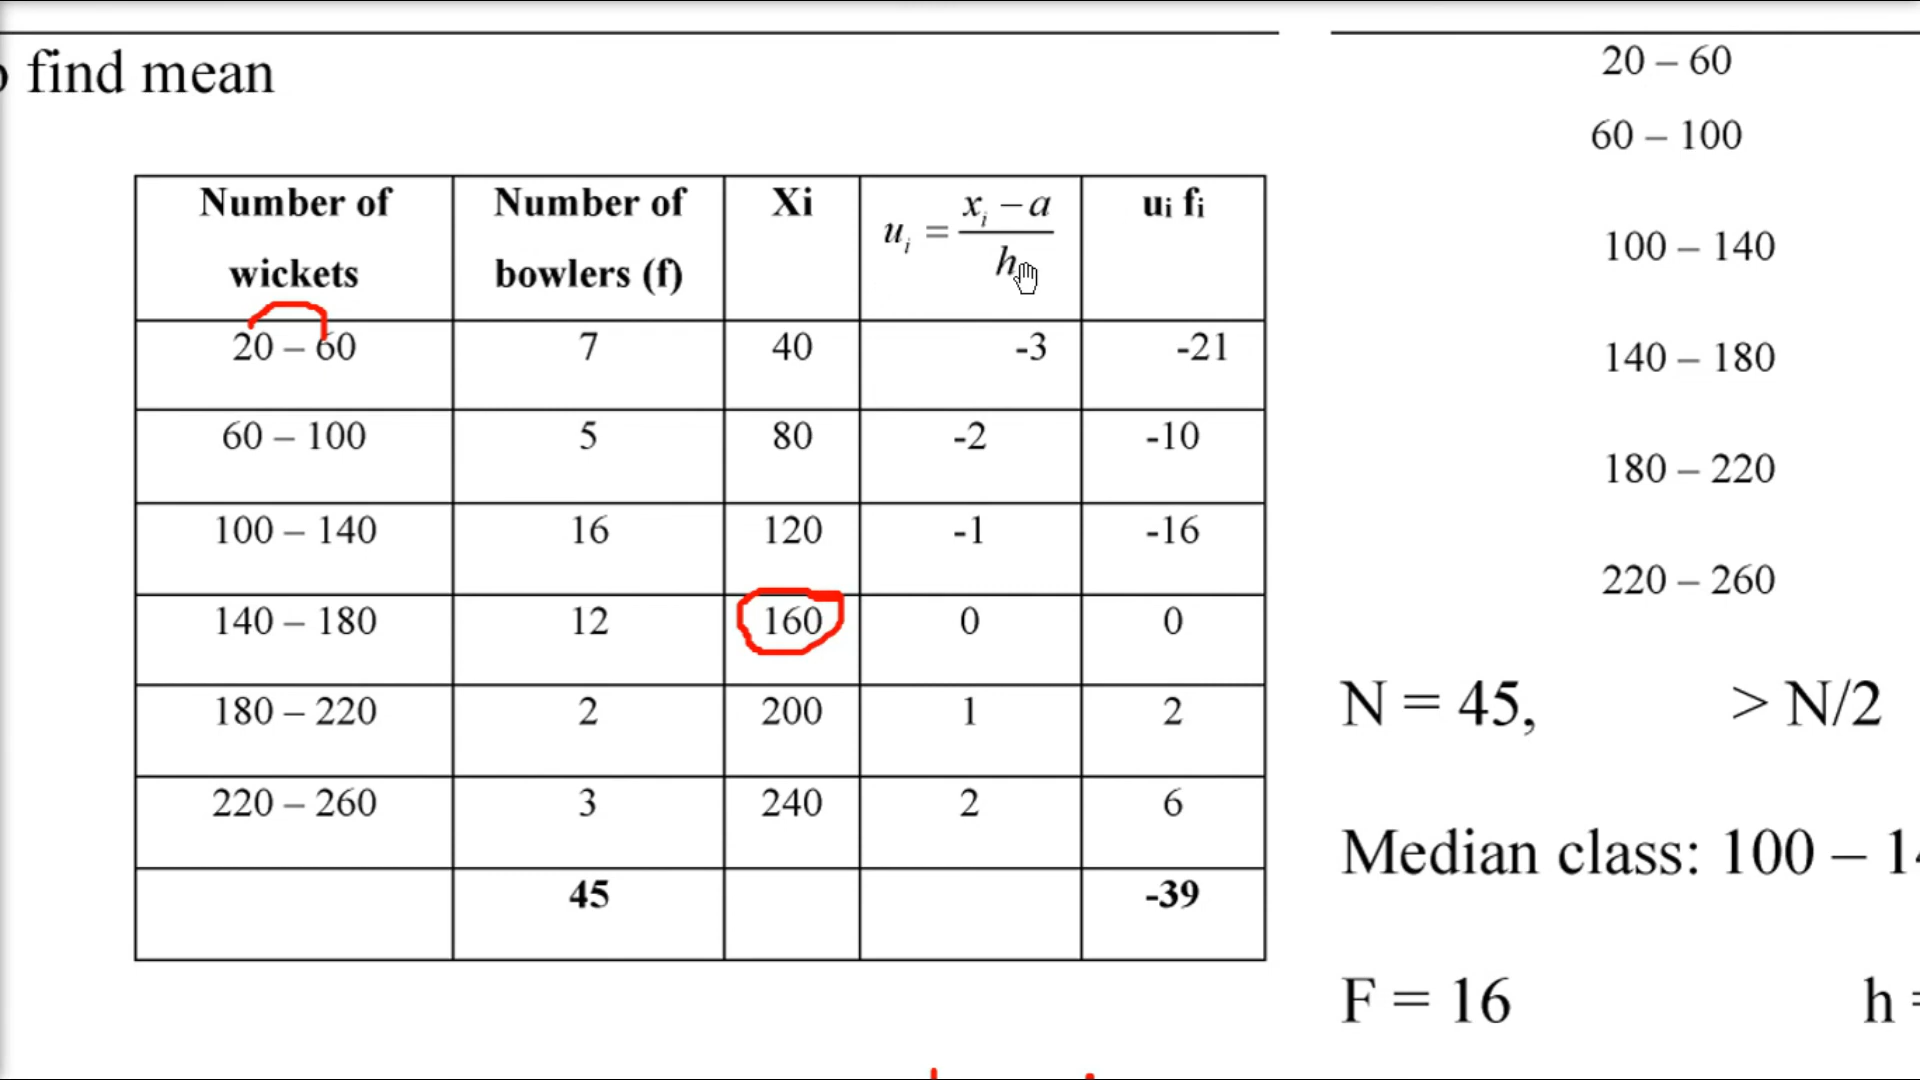 find mean
Number of wickets | Number of bowlers (f) | Xi | u_i = (x_i – a) / h | u_i f_i
20 – 60 | 7 | 40 | -3 | -21
60 – 100 | 5 | 80 | -2 | -10
100 – 140 | 16 | 120 | -1 | -16
140 – 180 | 12 | 160 | 0 | 0
180 – 220 | 2 | 200 | 1 | 2
220 – 260 | 3 | 240 | 2 | 6
45 | -39
20 – 60
60 – 100
100 – 140
140 – 180
180 – 220
220 – 260
N = 45, > N/2
Median class: 100 – 1
F = 16 h =